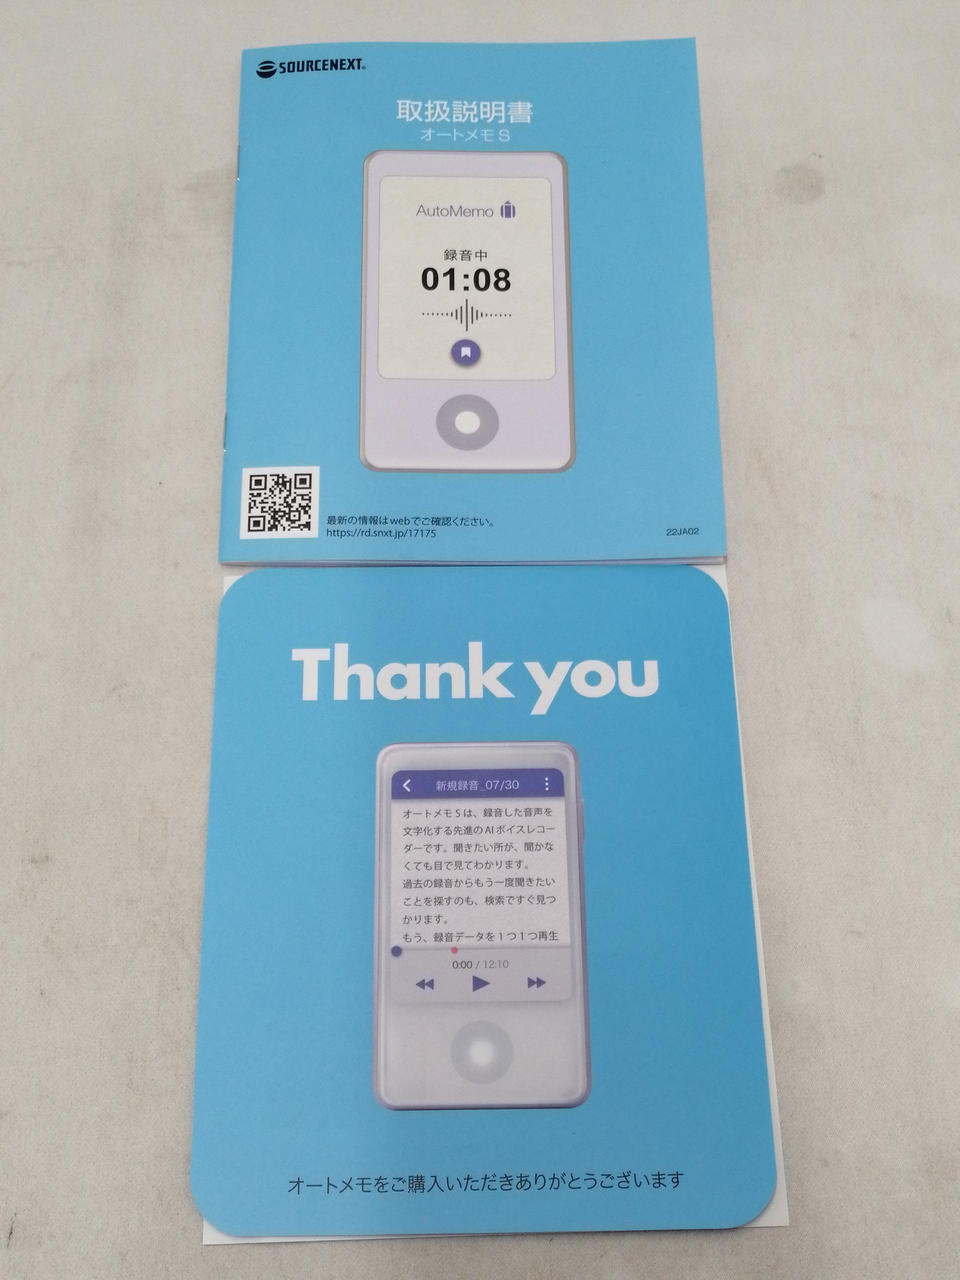 SOURCENEXT®
取扱説明書
オートメモ S
AutoMemo
録音中
01:08
最新の情報はwebでご確認ください。
https://rd.snxt.jp/17175
22JA02
Thank you
新規録音_07/30
オートメモ S は、録音した音声を
文字化する先進の AI ボイスレコー
ダーです。聞きたい所が、聞かな
くても目で見てわかります。
過去の録音からもう一度聞きたい
ことを探すのも、検索ですぐ見つ
かります。
もう、録音データを 1 つ 1 つ再生
0:00 / 12:10
オートメモをご購入いただきありがとうございます